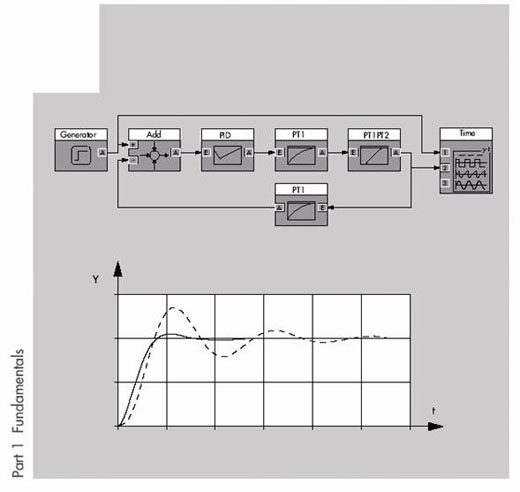 Generator
Add
PID
PT1
PT1PT2
Time
A
+
-
A
E
A
E
A
E
A
y-t
1
2
3
PT1
A
E
Y
t
Part 1 Fundamentals